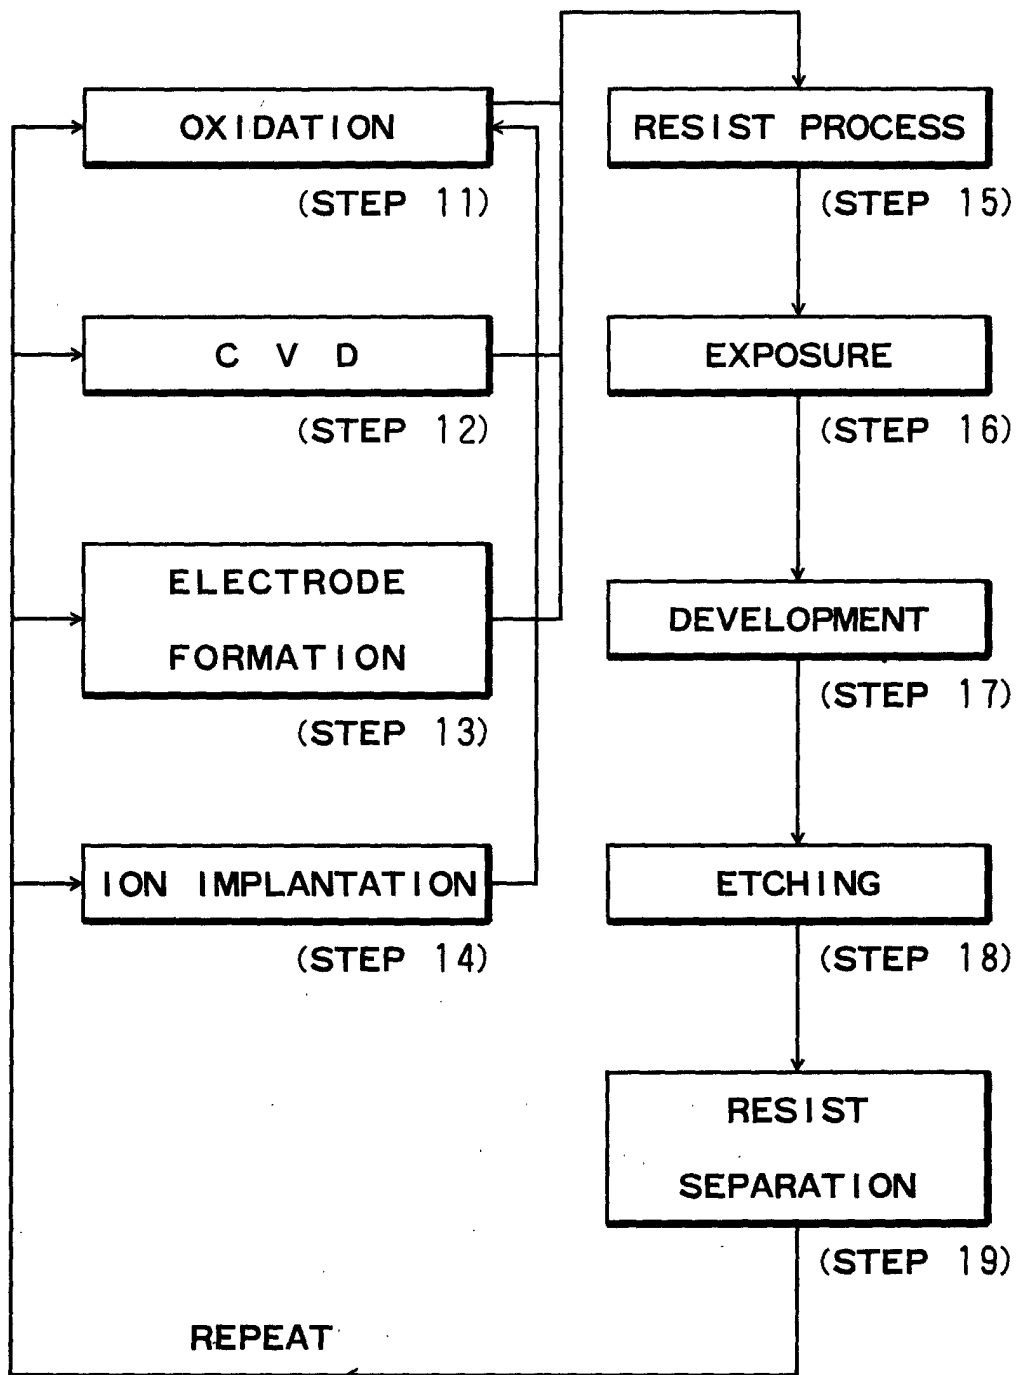 OXIDATION
(STEP 11)
C V D
(STEP 12)
ELECTRODE
FORMATION
(STEP 13)
ION IMPLANTATION
(STEP 14)
RESIST PROCESS
(STEP 15)
EXPOSURE
(STEP 16)
DEVELOPMENT
(STEP 17)
ETCHING
(STEP 18)
RESIST
SEPARATION
(STEP 19)
REPEAT